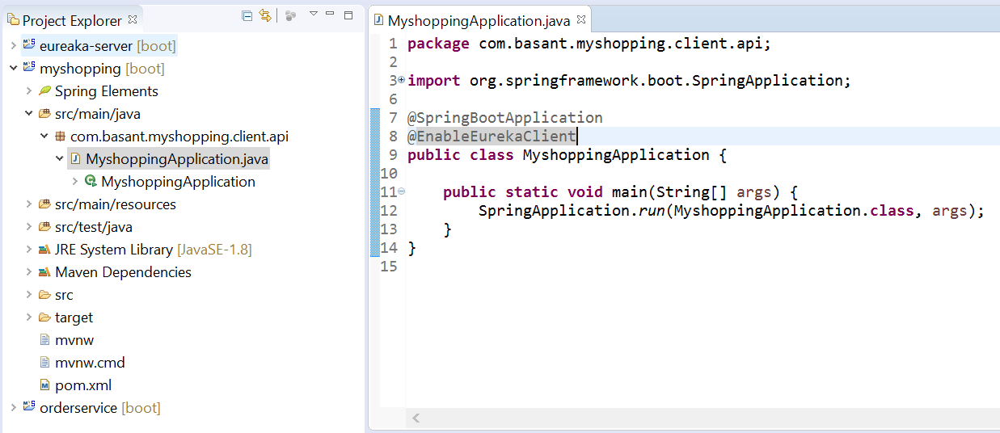 Project Explorer
eureaka-server [boot]
myshopping [boot]
Spring Elements
src/main/java
com.basant.myshopping.client.api
MyshoppingApplication.java
MyshoppingApplication
src/main/resources
src/test/java
JRE System Library [JavaSE-1.8]
Maven Dependencies
src
target
mvnw
mvnw.cmd
pom.xml
orderservice [boot]
MyshoppingApplication.java
1 package com.basant.myshopping.client.api;
2
3 import org.springframework.boot.SpringApplication;
6
7 @SpringBootApplication
8 @EnableEurekaClient
9 public class MyshoppingApplication {
10
11     public static void main(String[] args) {
12         SpringApplication.run(MyshoppingApplication.class, args);
13     }
14 }
15